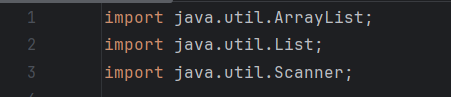 1 import java.util.ArrayList;
2 import java.util.List;
3 import java.util.Scanner;